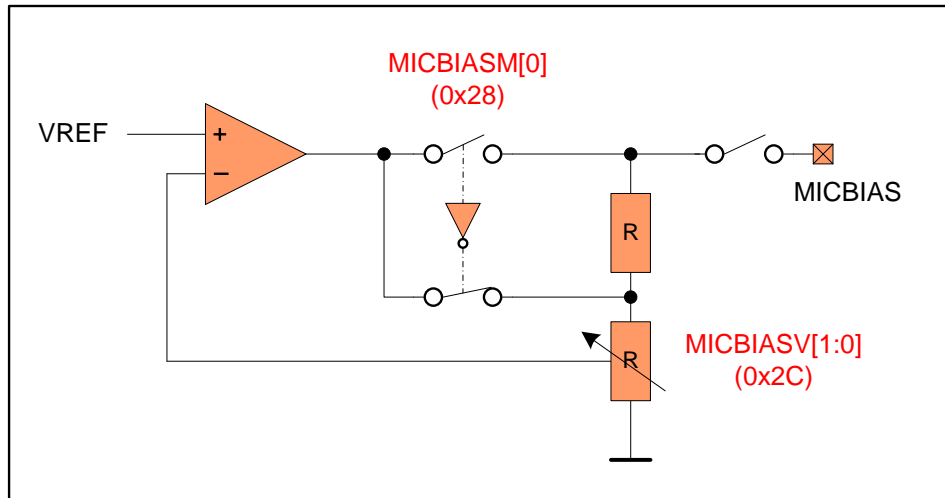 MICBIASM[0]
(0x28)
VREF
+
−
MICBIAS
R
R
MICBIASV[1:0]
(0x2C)